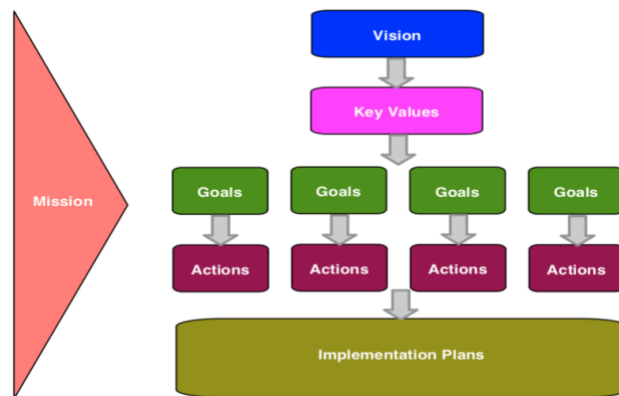 Vision
Key Values
Mission
Goals
Goals
Goals
Goals
Actions
Actions
Actions
Actions
Implementation Plans